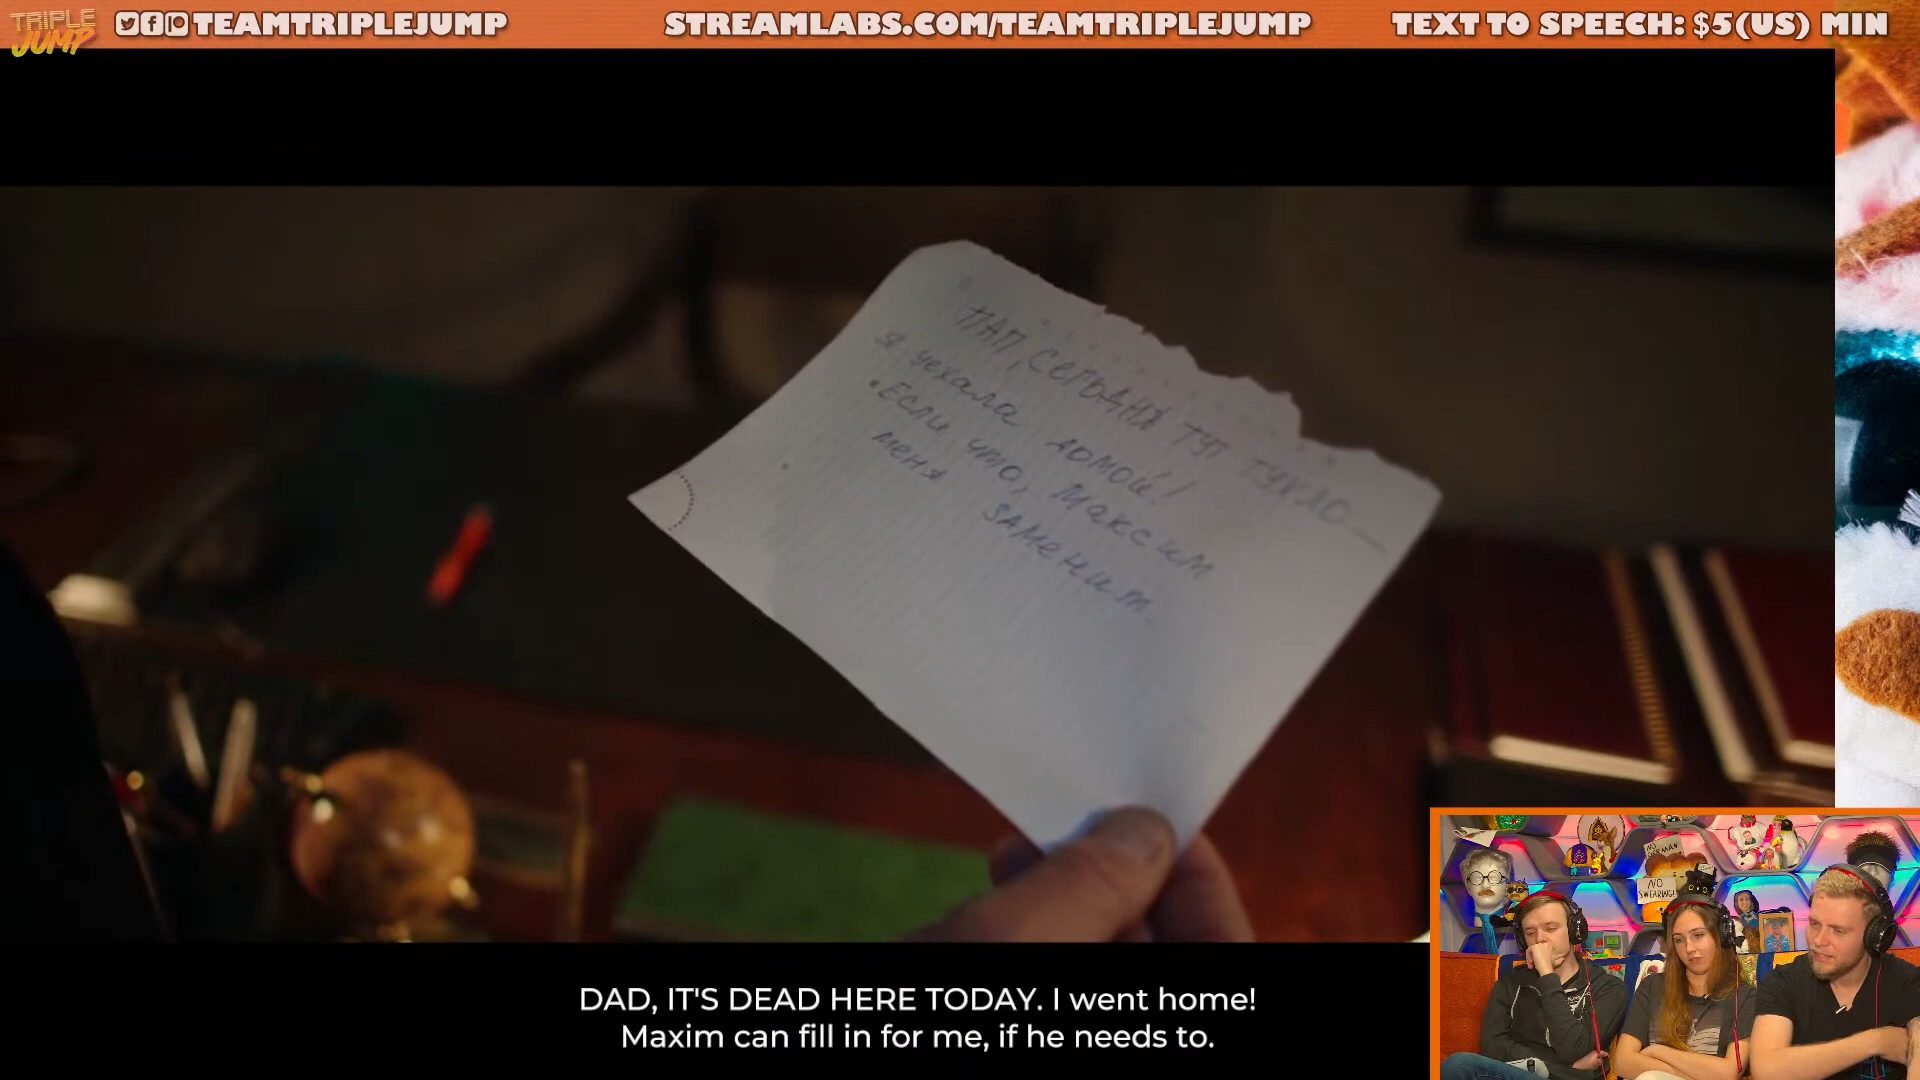 TRIPLE JUMP
TEAMTRIPLEJUMP
STREAMLABS.COM/TEAMTRIPLEJUMP
TEXT TO SPEECH: $5(US) MIN
ПАП, СЕГОДНЯ ТУТ ТУХЛО —
Я уехала домой!
Если что, Максим
меня заменит.
NO
SWEARING!
DAD, IT'S DEAD HERE TODAY. I went home!
Maxim can fill in for me, if he needs to.